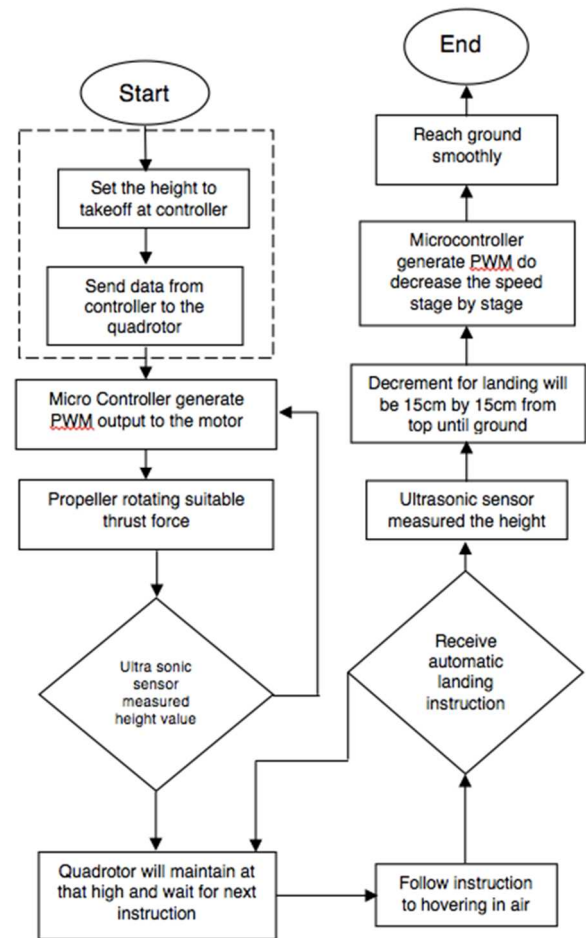 Start
Set the height to
takeoff at controller
Send data from
controller to the
quadrotor
Micro Controller generate
PWM output to the motor
Propeller rotating suitable
thrust force
Ultra sonic
sensor
measured
height value
Quadrotor will maintain at
that high and wait for next
instruction
Follow instruction
to hovering in air
Receive
automatic
landing
instruction
Ultrasonic sensor
measured the height
Decrement for landing will
be 15cm by 15cm from
top until ground
Microcontroller
generate PWM do
decrease the speed
stage by stage
Reach ground
smoothly
End